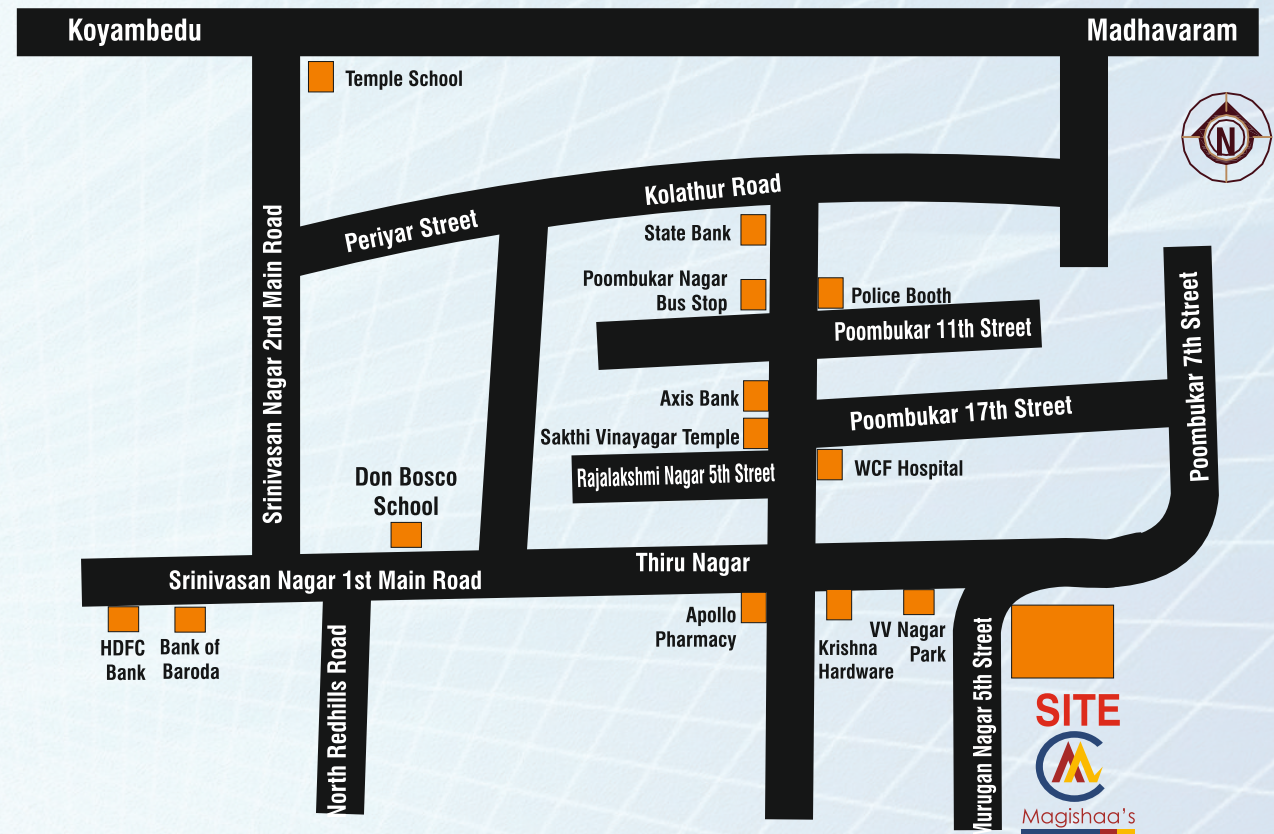 Koyambedu
Madhavaram
Temple School
N
Kolathur Road
Periyar Street
State Bank
Srinivasan Nagar 2nd Main Road
Poombukar Nagar
Bus Stop
Police Booth
Poombukar 11th Street
Poombukar 7th Street
Axis Bank
Poombukar 17th Street
Sakthi Vinayagar Temple
Rajalakshmi Nagar 5th Street
WCF Hospital
Don Bosco
School
Thiru Nagar
Srinivasan Nagar 1st Main Road
HDFC
Bank
Bank of
Baroda
North Redhills Road
Apollo
Pharmacy
Krishna
Hardware
VV Nagar
Park
Murugan Nagar 5th Street
SITE
Magishaa's